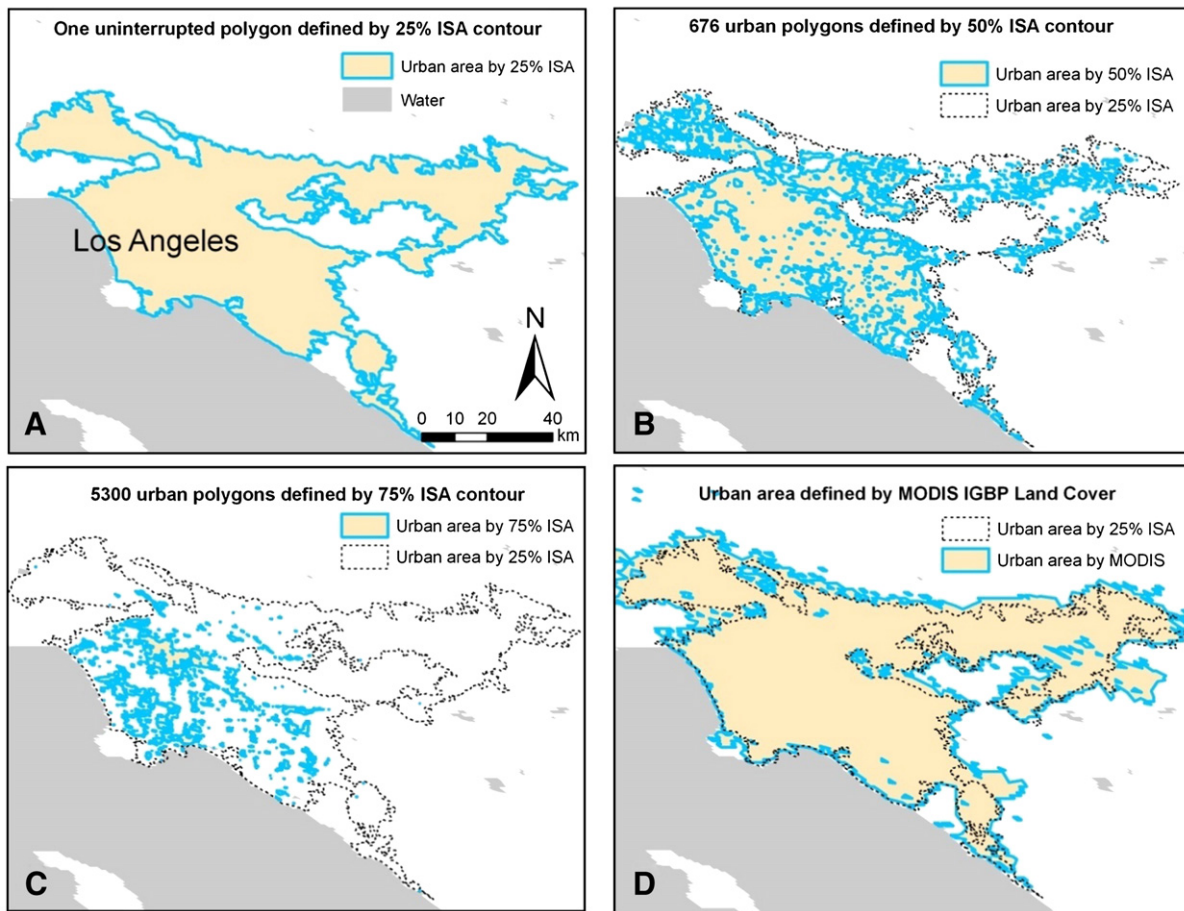 One uninterrupted polygon defined by 25% ISA contour
Urban area by 25% ISA
Water
Los Angeles
N
0 10 20 40
km
A
676 urban polygons defined by 50% ISA contour
Urban area by 50% ISA
Urban area by 25% ISA
B
5300 urban polygons defined by 75% ISA contour
Urban area by 75% ISA
Urban area by 25% ISA
C
Urban area defined by MODIS IGBP Land Cover
Urban area by 25% ISA
Urban area by MODIS
D